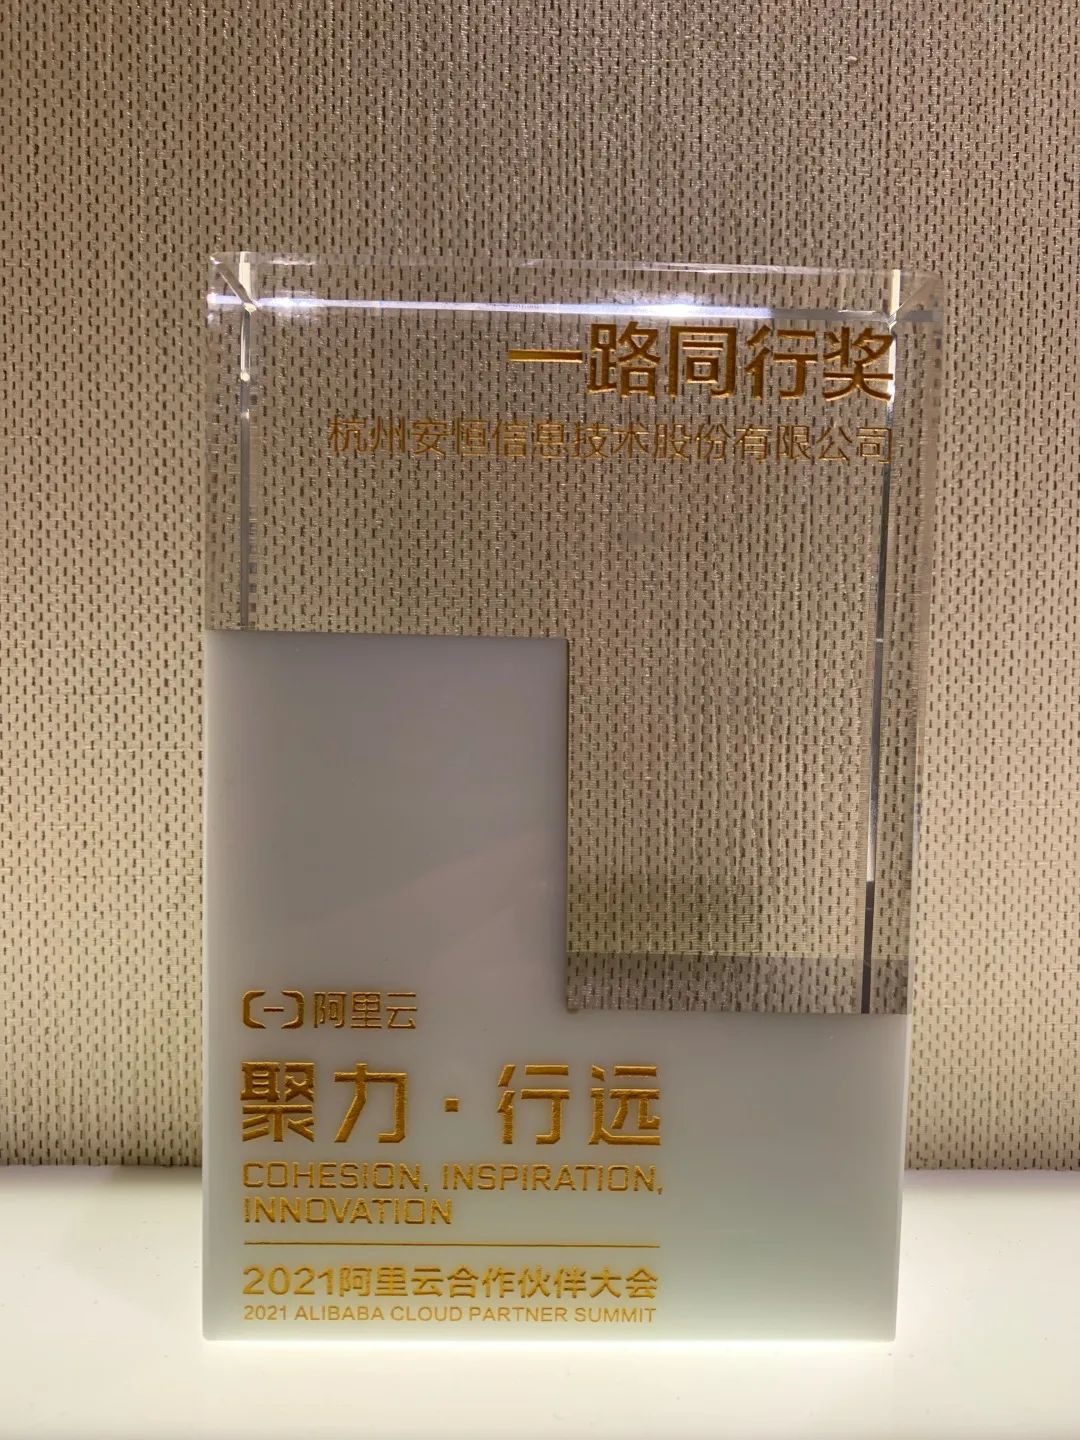 一路同行奖
杭州安恒信息技术股份有限公司
阿里云
聚力·行远
COHESION, INSPIRATION,
INNOVATION
2021阿里云合作伙伴大会
2021 ALIBABA CLOUD PARTNER SUMMIT